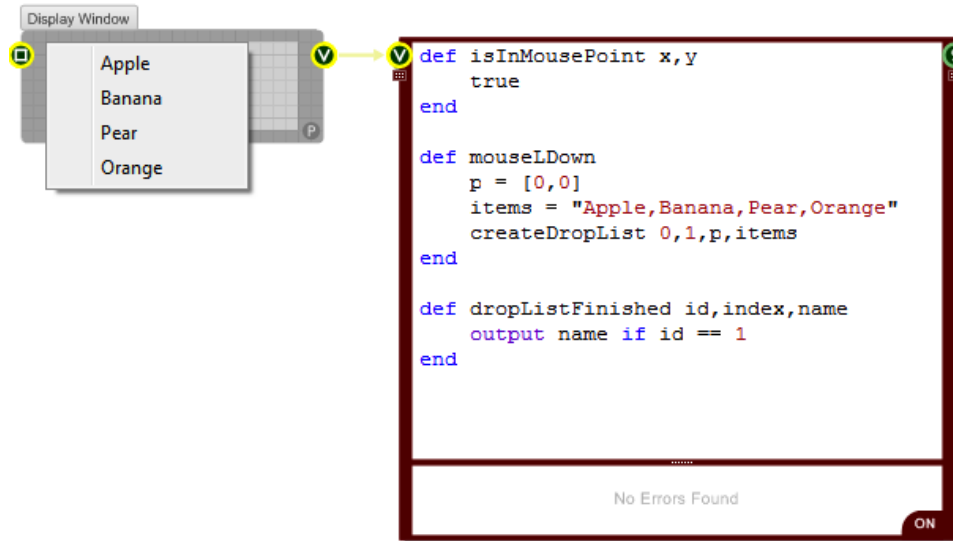 Display Window
Apple
Banana
Pear
Orange
P
V
V
def isInMousePoint x,y
    true
end
def mouseLDown
    p = [0,0]
    items = "Apple,Banana,Pear,Orange"
    createDropList 0,1,p,items
end
def dropListFinished id,index,name
    output name if id == 1
end
No Errors Found
ON